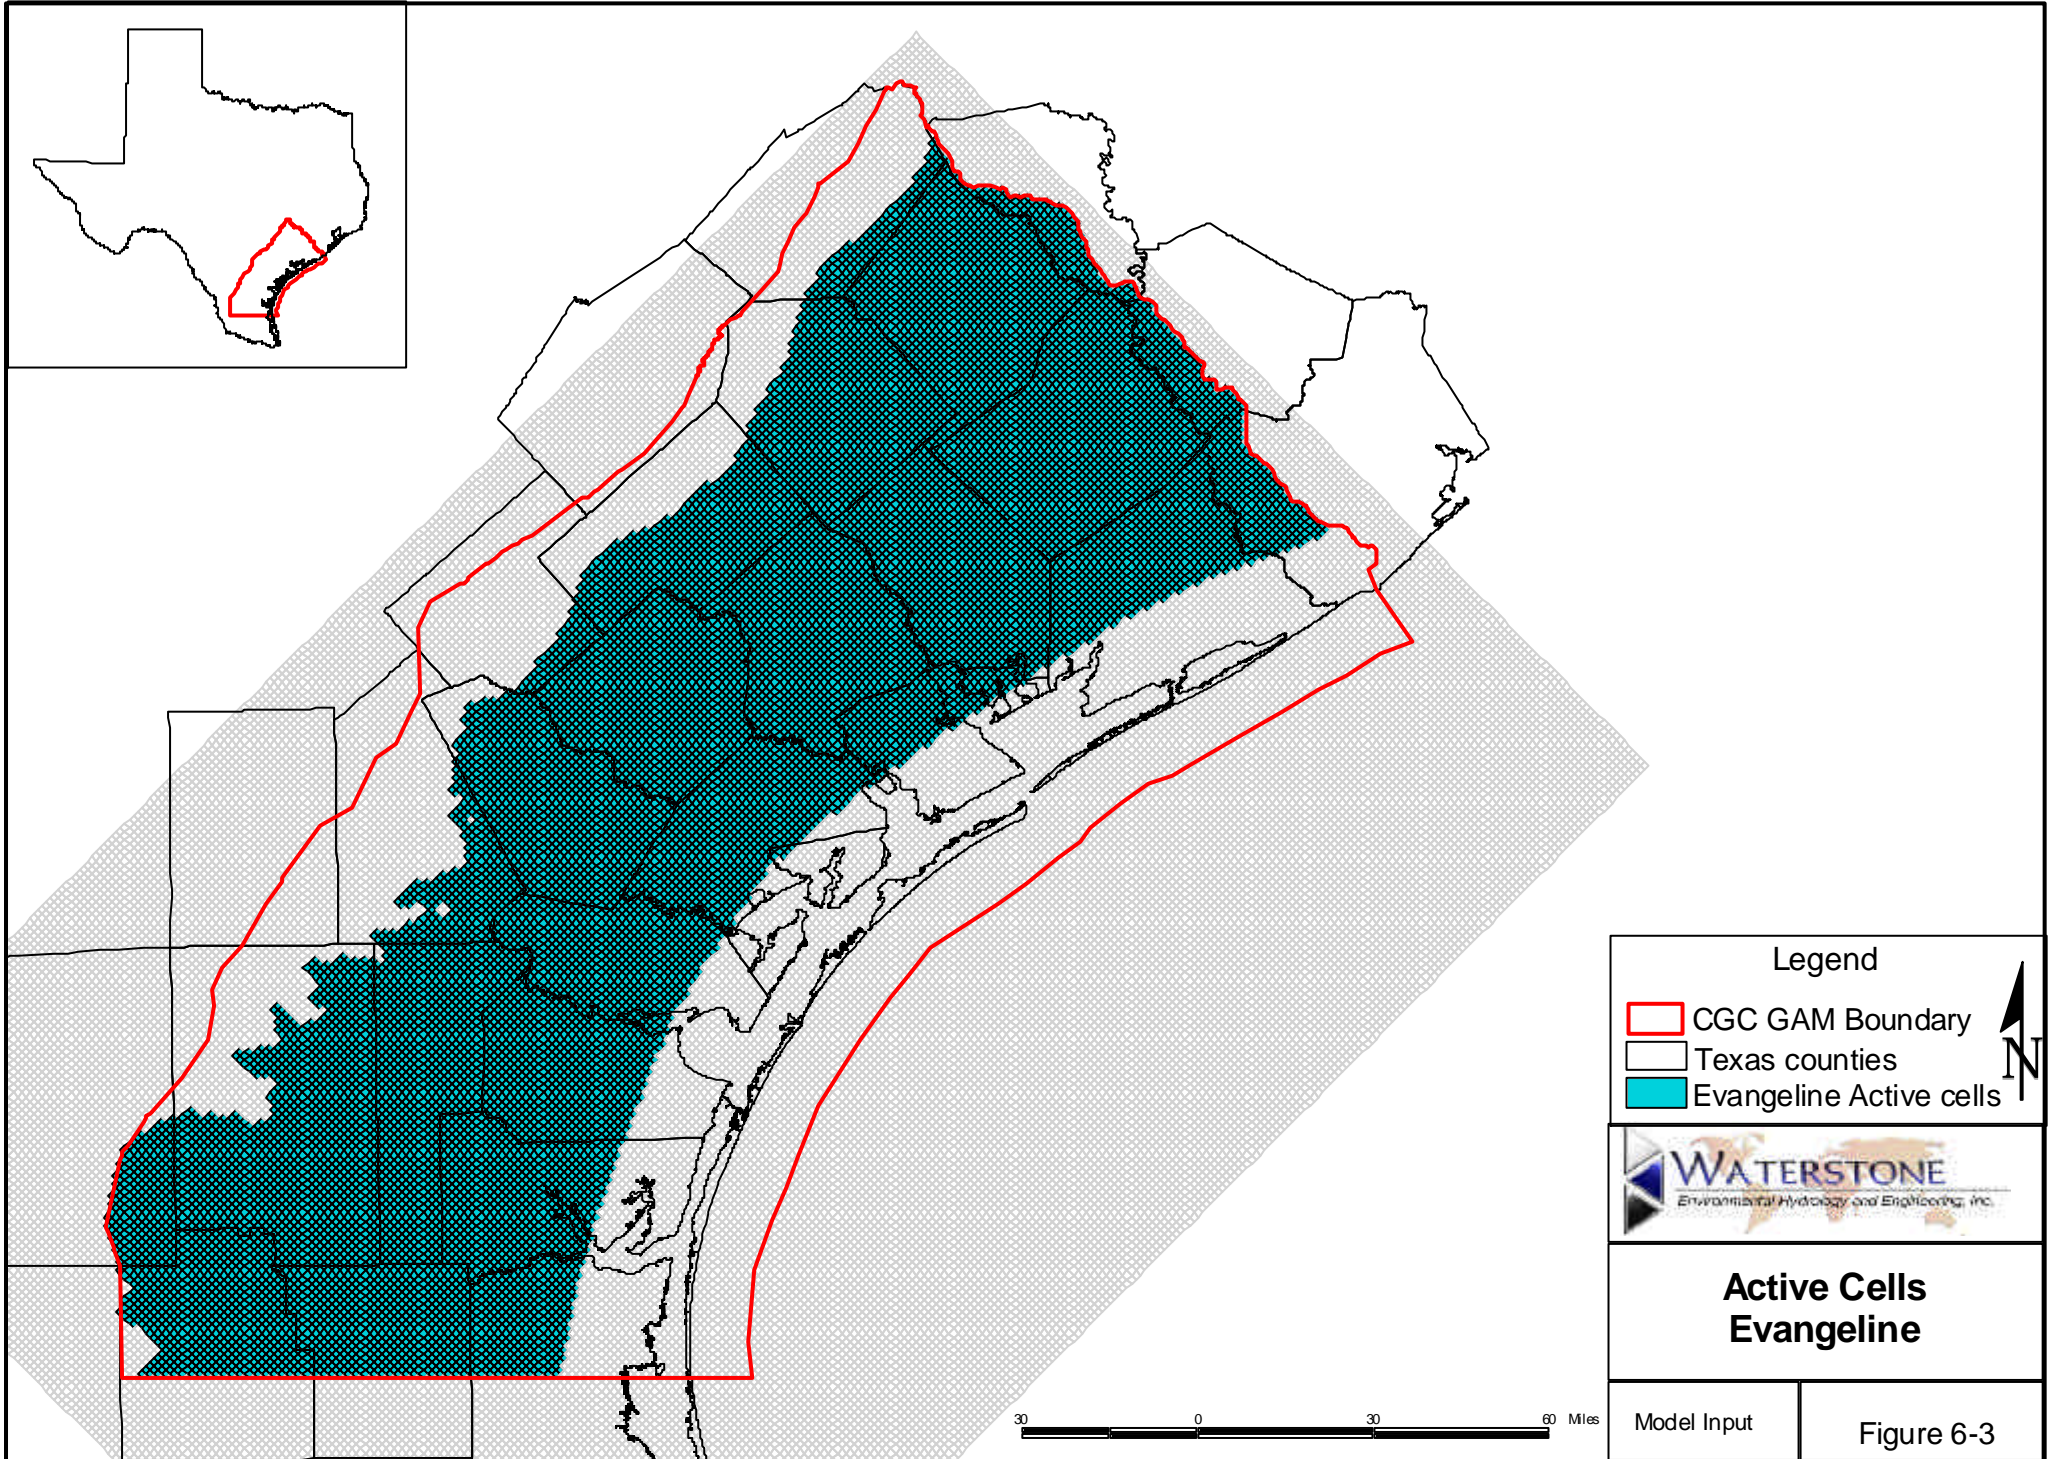 Legend
CGC GAM Boundary
Texas counties
Evangeline Active cells
N
WATERSTONE
Environmental Hydrology and Engineering, Inc.
Active Cells
Evangeline
30 0 30 60 Miles
Model Input
Figure 6-3